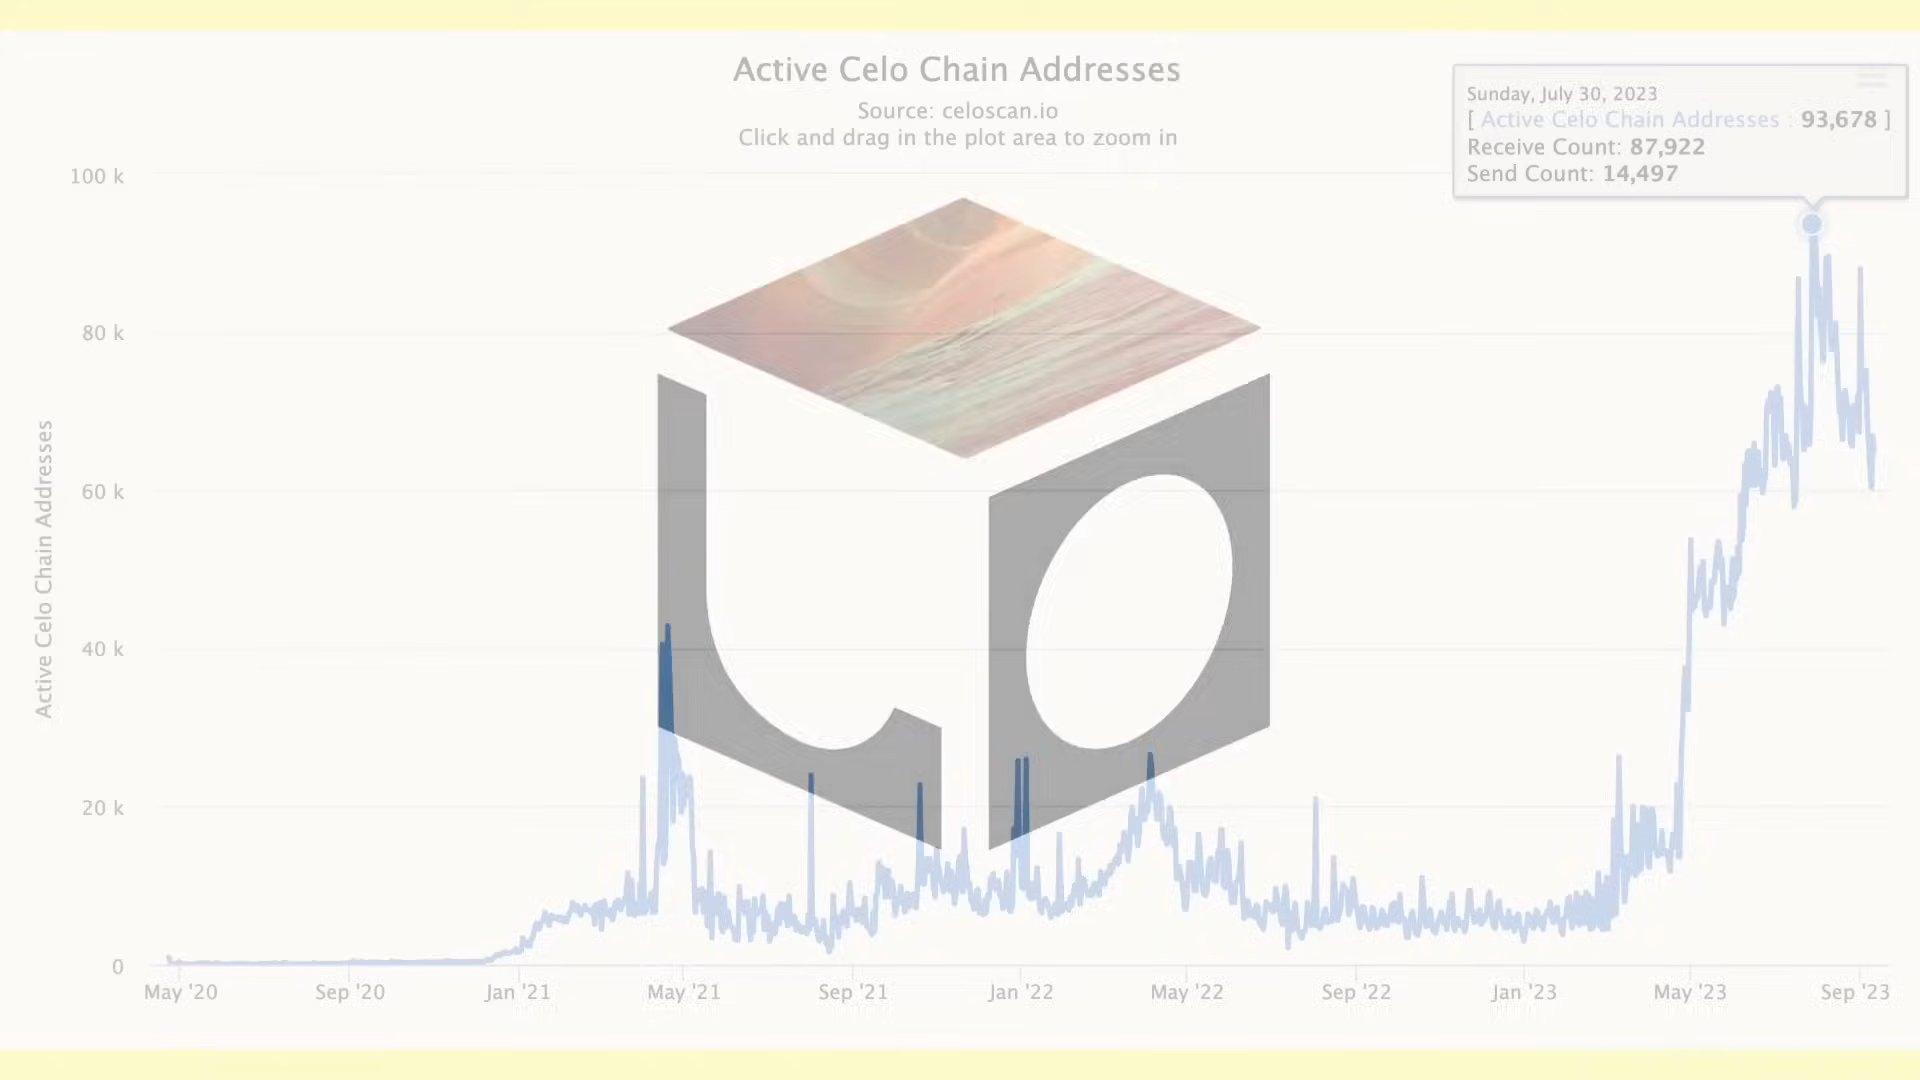 Active Celo Chain Addresses
Source: celoscan.io
Click and drag in the plot area to zoom in
Sunday, July 30, 2023
[ Active Celo Chain Addresses : 93,678 ]
Receive Count: 87,922
Send Count: 14,497
Active Celo Chain Addresses
100 k
80 k
60 k
40 k
20 k
0
May '20
Sep '20
Jan '21
May '21
Sep '21
Jan '22
May '22
Sep '22
Jan '23
May '23
Sep '23